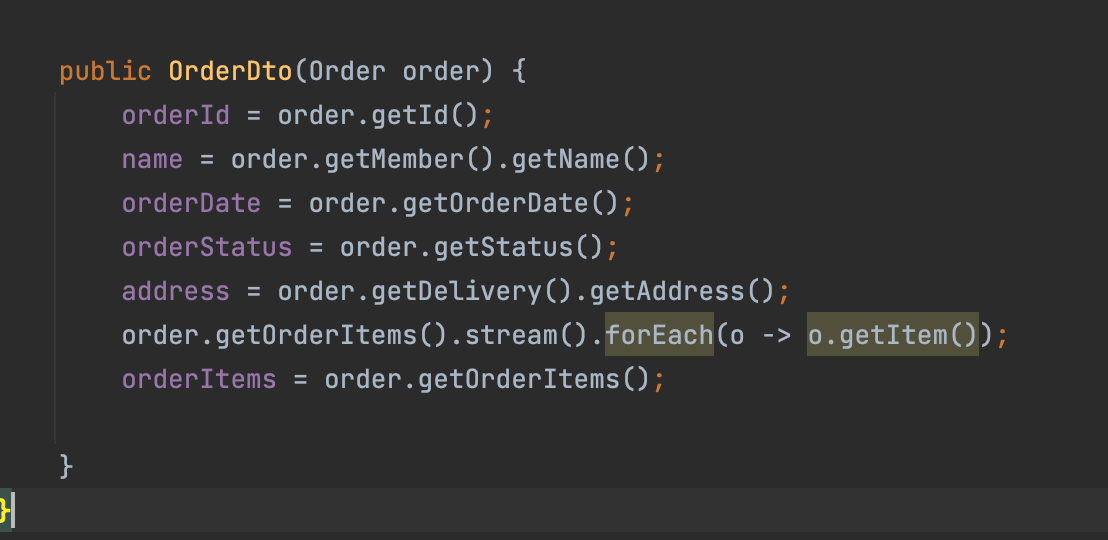 public OrderDto(Order order) {
orderId = order.getId();
name = order.getMember().getName();
orderDate = order.getOrderDate();
orderStatus = order.getStatus();
address = order.getDelivery().getAddress();
order.getOrderItems().stream().forEach(o -> o.getItem());
orderItems = order.getOrderItems();
}
}